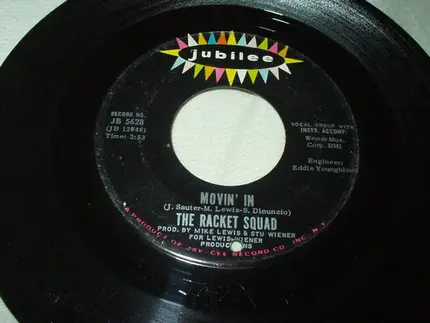 jubilee
RECORD NO.
JB 5628
(JB 12846)
Time: 2:53
VOCAL GROUP WITH
INSTR. ACCOMP.
Wemar Mus.
Corp. BMI
Engineer:
Eddie Youngblood
MOVIN' IN
(J. Sauter-M. Lewis-S. Dinunzio)
THE RACKET SQUAD
PROD. BY MIKE LEWIS & STU WIENER
FOR LEWIS-WIENER
PRODUCTIONS
A PRODUCT OF JAY-GEE RECORD CO. INC., N.Y.